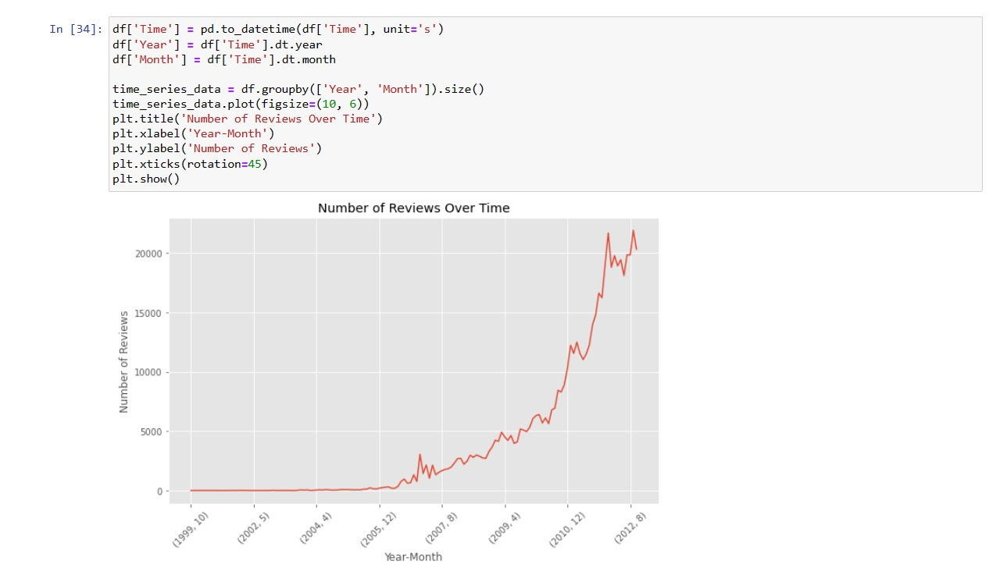 In [34]: df['Time'] = pd.to_datetime(df['Time'], unit='s')
df['Year'] = df['Time'].dt.year
df['Month'] = df['Time'].dt.month
time_series_data = df.groupby(['Year', 'Month']).size()
time_series_data.plot(figsize=(10, 6))
plt.title('Number of Reviews Over Time')
plt.xlabel('Year-Month')
plt.ylabel('Number of Reviews')
plt.xticks(rotation=45)
plt.show()
Number of Reviews Over Time
Number of Reviews
20000
15000
10000
5000
0
(1999, 10) (2002, 5) (2004, 4) (2005, 12) (2007, 8) (2009, 4) (2010, 12) (2012, 8)
Year-Month